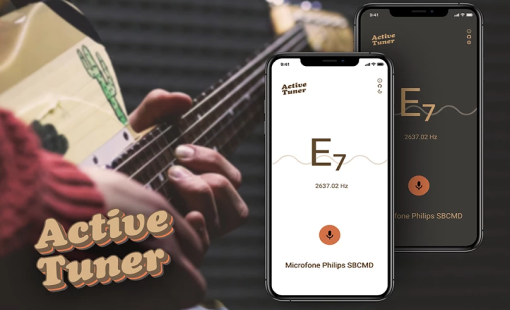 Active
Tuner
9:41
Active
Tuner
E7
2637.02 Hz
Microfone Philips SBCMD
9:41
Active
Tuner
E7
2637.02 Hz
fone Philips SBCMD